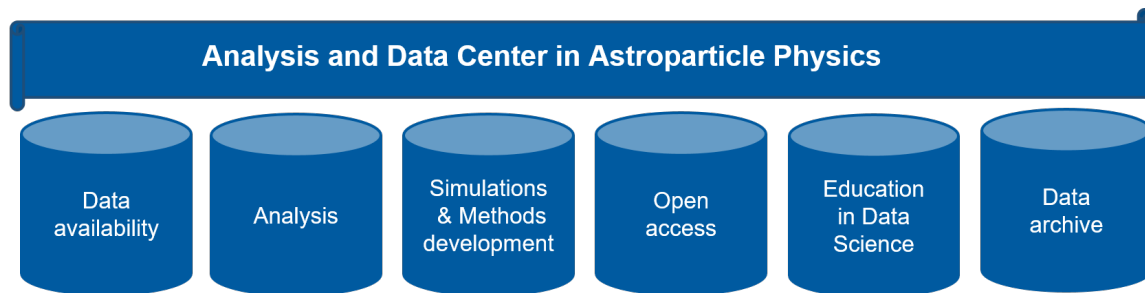 Analysis and Data Center in Astroparticle Physics
Data
availability
Analysis
Simulations
& Methods
development
Open
access
Education
in Data
Science
Data
archive